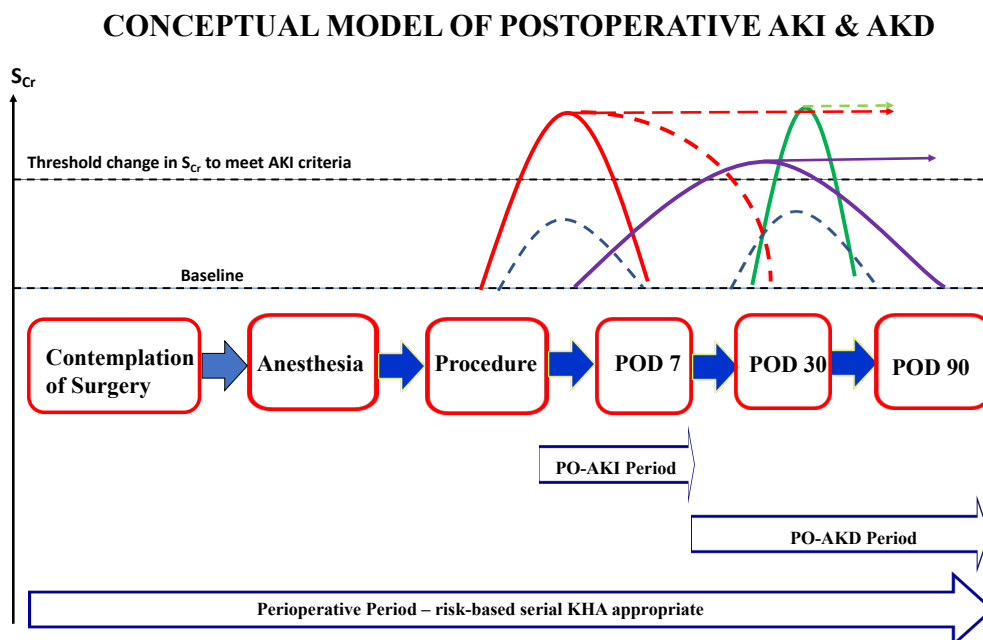 CONCEPTUAL MODEL OF POSTOPERATIVE AKI & AKD
SCr
Threshold change in SCr to meet AKI criteria
Baseline
Contemplation
of Surgery
Anesthesia
Procedure
POD 7
POD 30
POD 90
PO-AKI Period
PO-AKD Period
Perioperative Period – risk-based serial KHA appropriate